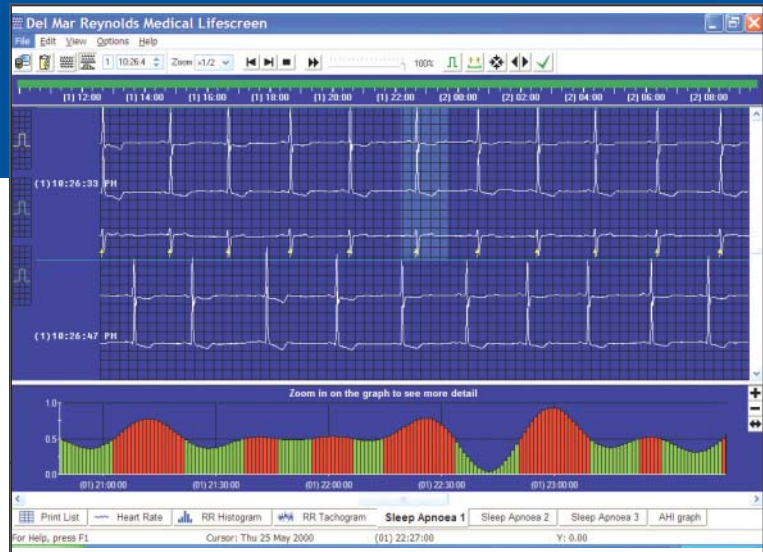 Del Mar Reynolds Medical Lifescreen
File Edit View Options Help
1 10:26:4 Zoom x1/2 100%
(1) 12:00 (1) 14:00 (1) 16:00 (1) 18:00 (1) 20:00 (1) 22:00 (2) 00:00 (2) 02:00 (2) 04:00 (2) 06:00 (2) 08:00
(1)10:26:33 PM
(1)10:26:47 PM
Zoom in on the graph to see more detail
1.0
0.5
0.0
(01) 21:00:00 (01) 21:30:00 (01) 22:00:00 (01) 22:30:00 (01) 23:00:00
Print List Heart Rate RR Histogram RR Tachogram Sleep Apnoea 1 Sleep Apnoea 2 Sleep Apnoea 3 AHI graph
For Help, press F1 Cursor: Thu 25 May 2000 (01) 22:27:00 Y: 0.00